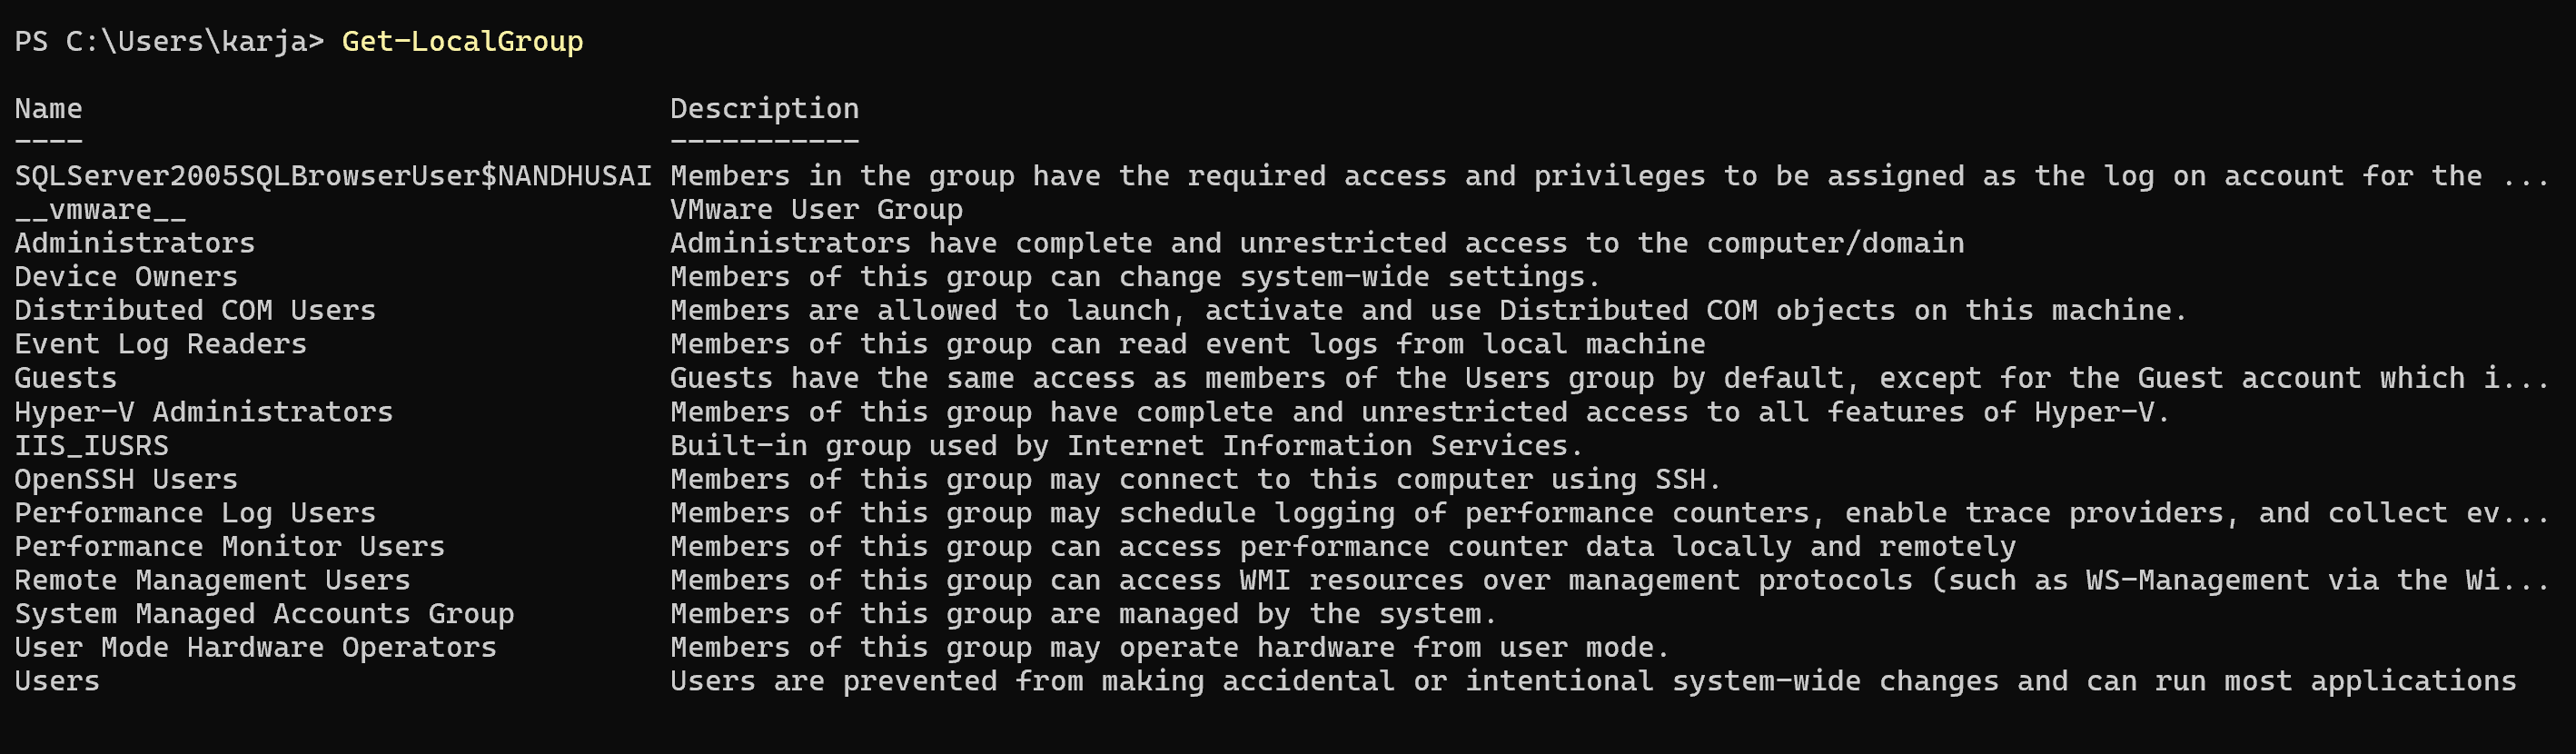 PS C:\Users\karja> Get-LocalGroup
Name Description
---- -----------
SQLServer2005SQLBrowserUser$NANDHUSAI Members in the group have the required access and privileges to be assigned as the log on account for the ...
__vmware__ VMware User Group
Administrators Administrators have complete and unrestricted access to the computer/domain
Device Owners Members of this group can change system-wide settings.
Distributed COM Users Members are allowed to launch, activate and use Distributed COM objects on this machine.
Event Log Readers Members of this group can read event logs from local machine
Guests Guests have the same access as members of the Users group by default, except for the Guest account which i...
Hyper-V Administrators Members of this group have complete and unrestricted access to all features of Hyper-V.
IIS_IUSRS Built-in group used by Internet Information Services.
OpenSSH Users Members of this group may connect to this computer using SSH.
Performance Log Users Members of this group may schedule logging of performance counters, enable trace providers, and collect ev...
Performance Monitor Users Members of this group can access performance counter data locally and remotely
Remote Management Users Members of this group can access WMI resources over management protocols (such as WS-Management via the Wi...
System Managed Accounts Group Members of this group are managed by the system.
User Mode Hardware Operators Members of this group may operate hardware from user mode.
Users Users are prevented from making accidental or intentional system-wide changes and can run most applications